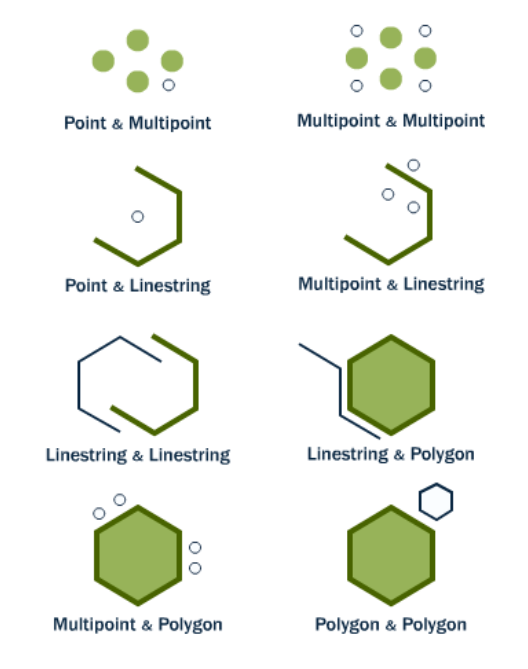 Point & Multipoint
Multipoint & Multipoint
Point & Linestring
Multipoint & Linestring
Linestring & Linestring
Linestring & Polygon
Multipoint & Polygon
Polygon & Polygon